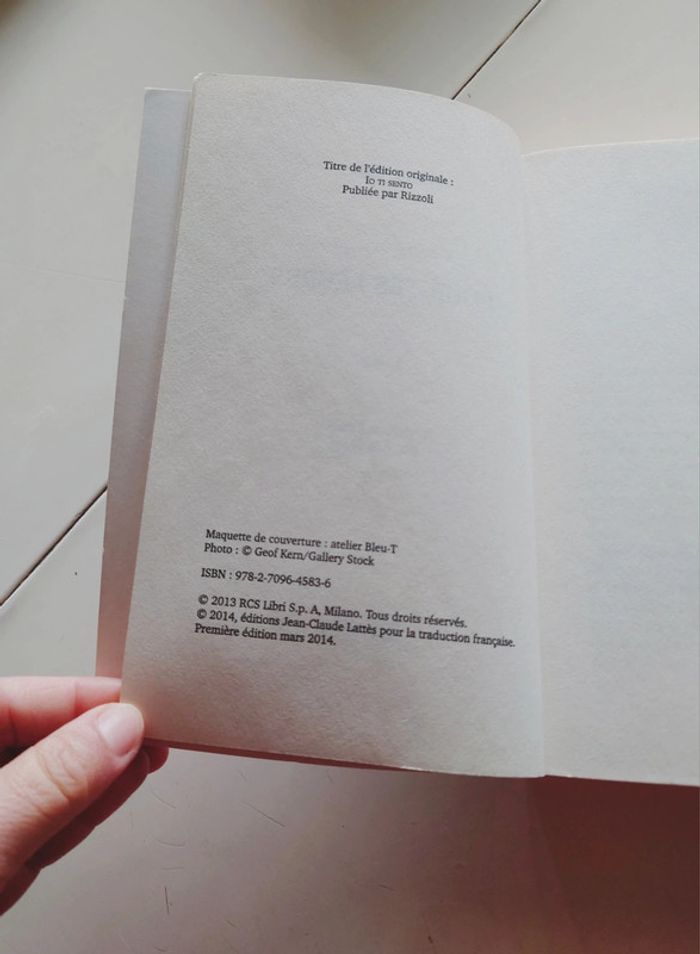 Titre de l'édition originale :
IO TI SENTO
Publiée par Rizzoli
Maquette de couverture : atelier Bleu-T
Photo : © Geof Kern/Gallery Stock
ISBN : 978-2-7096-4583-6
© 2013 RCS Libri S.p. A, Milano. Tous droits réservés.
© 2014, éditions Jean-Claude Lattès pour la traduction française.
Première édition mars 2014.